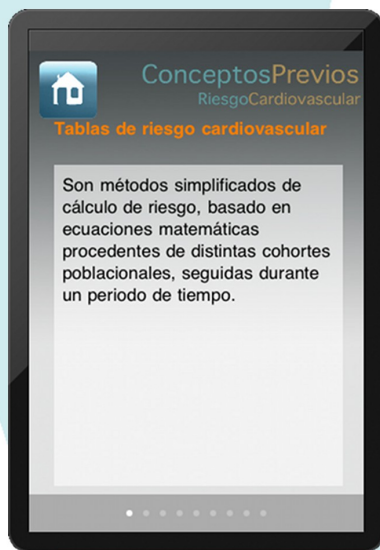 ConceptosPrevios
RiesgoCardiovascular
Tablas de riesgo cardiovascular
Son métodos simplificados de
cálculo de riesgo, basado en
ecuaciones matemáticas
procedentes de distintas cohortes
poblacionales, seguidas durante
un periodo de tiempo.